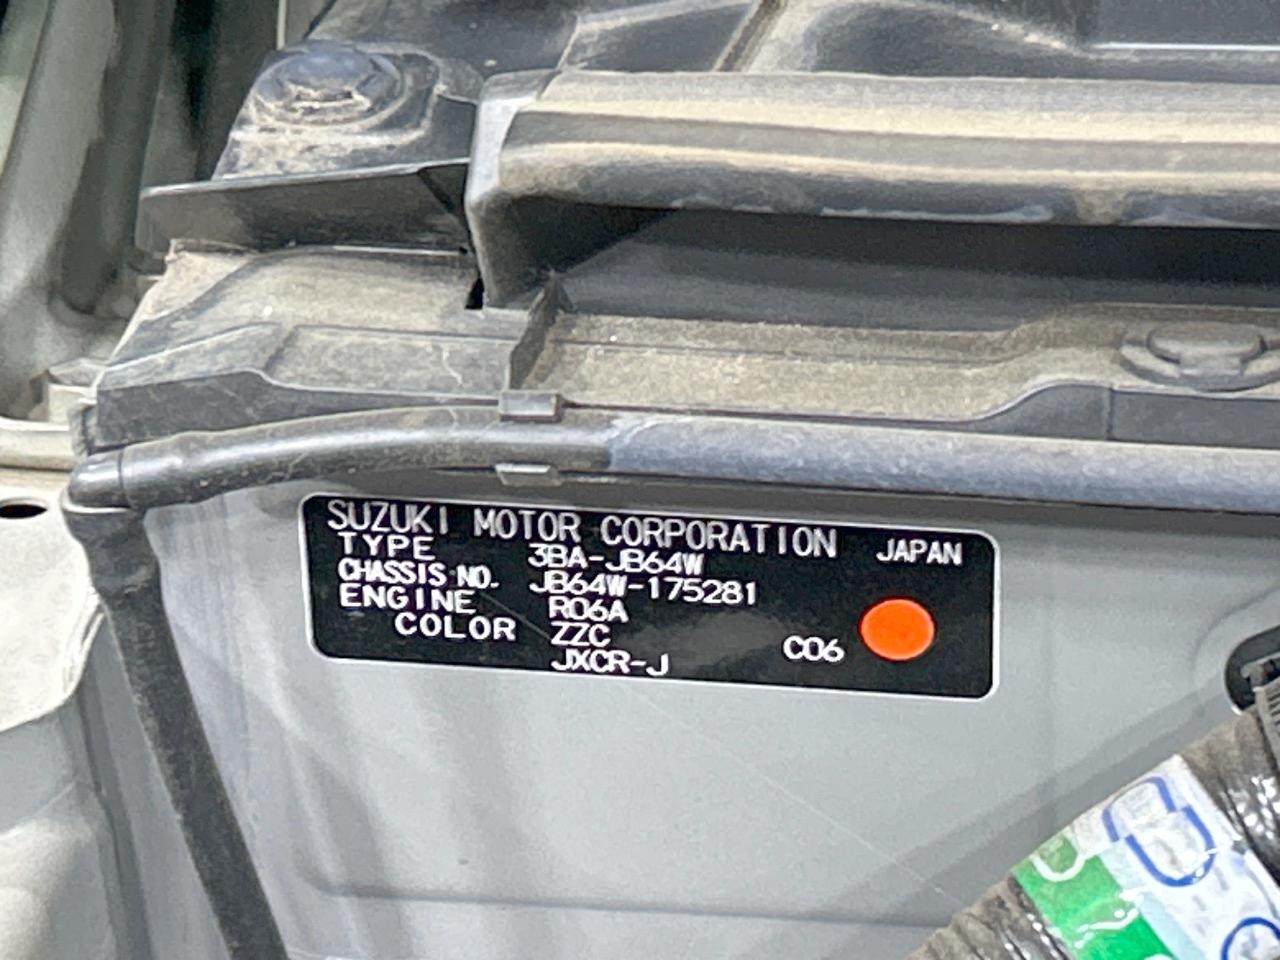 SUZUKI MOTOR CORPORATION JAPAN
TYPE 3BA-JB64W
CHASSIS NO. JB64W-175281
ENGINE R06A
COLOR ZZC C06
JXCR-J